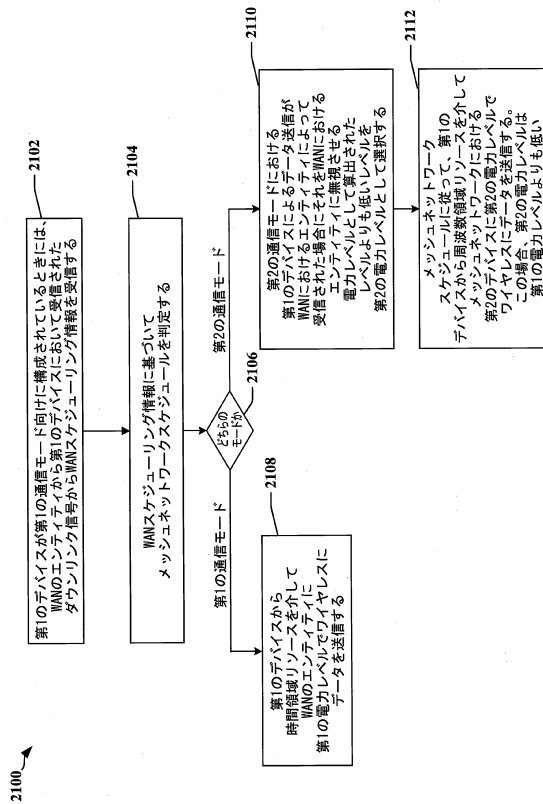 2100
2102
第1のデバイスが第1の通信モード向けに構成されているときには、
WANのエンティティから第1のデバイスにおいて受信された
ダウンリンク信号からWANスケジューリング情報を受信する
2104
WANスケジューリング情報に基づいて
メッシュネットワークスケジュールを判定する
どちらの
モードか
2106
第1の通信モード
第2の通信モード
2108
第1のデバイスから
時間領域リソースを介して
WANのエンティティに
第1の電力レベルでワイヤレスに
データを送信する
2110
第2の通信モードにおける
第1のデバイスによるデータ送信が
WANにおけるエンティティによって
受信された場合にそれをWANにおける
エンティティに無視させる
電力レベルとして算出された
レベルよりも低いレベルを
第2の電力レベルとして選択する
2112
メッシュネットワーク
スケジュールに従って、第1の
デバイスから周波数領域リソースを介して
メッシュネットワークにおける
第2のデバイスに第2の電力レベルで
ワイヤレスにデータを送信する。
この場合、第2の電力レベルは
第1の電力レベルよりも低い